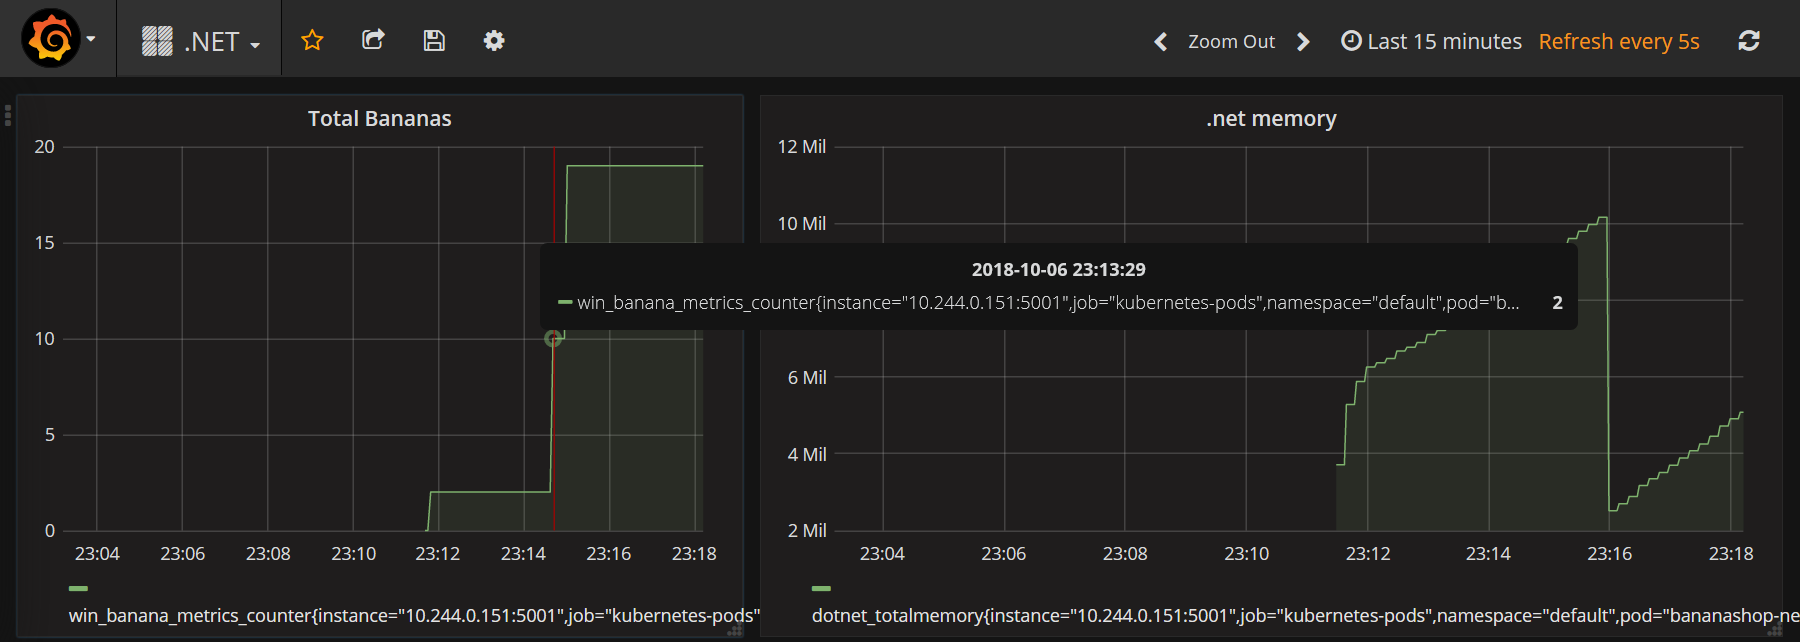 .NET
Zoom Out
Last 15 minutes
Refresh every 5s
Total Bananas
20
15
10
5
0
23:04 23:06 23:08 23:10 23:12 23:14 23:16 23:18
win_banana_metrics_counter{instance="10.244.0.151:5001",job="kubernetes-pods"
.net memory
12 Mil
10 Mil
6 Mil
4 Mil
2 Mil
23:04 23:06 23:08 23:10 23:12 23:14 23:16 23:18
dotnet_totalmemory{instance="10.244.0.151:5001",job="kubernetes-pods",namespace="default",pod="bananashop-ne
2018-10-06 23:13:29
win_banana_metrics_counter{instance="10.244.0.151:5001",job="kubernetes-pods",namespace="default",pod="b... 2